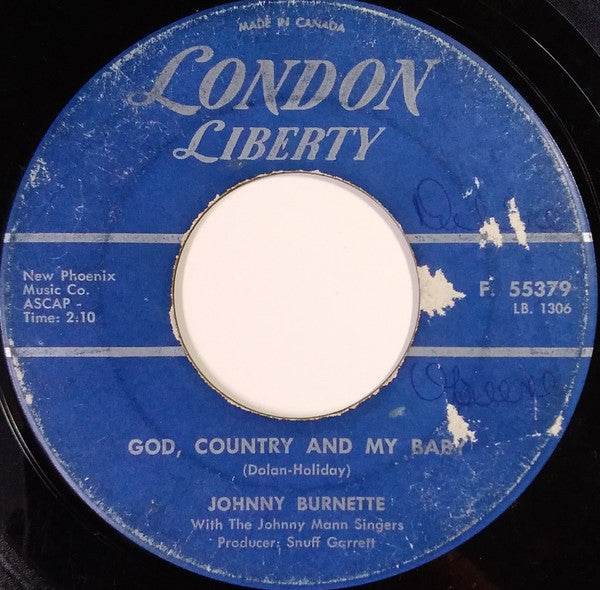 MADE IN CANADA
LONDON
LIBERTY
New Phoenix
Music Co.
ASCAP -
Time: 2:10
F. 55379
LB. 1306
GOD, COUNTRY AND MY BABY
(Dolan-Holiday)
JOHNNY BURNETTE
With The Johnny Mann Singers
Producer: Snuff Garrett